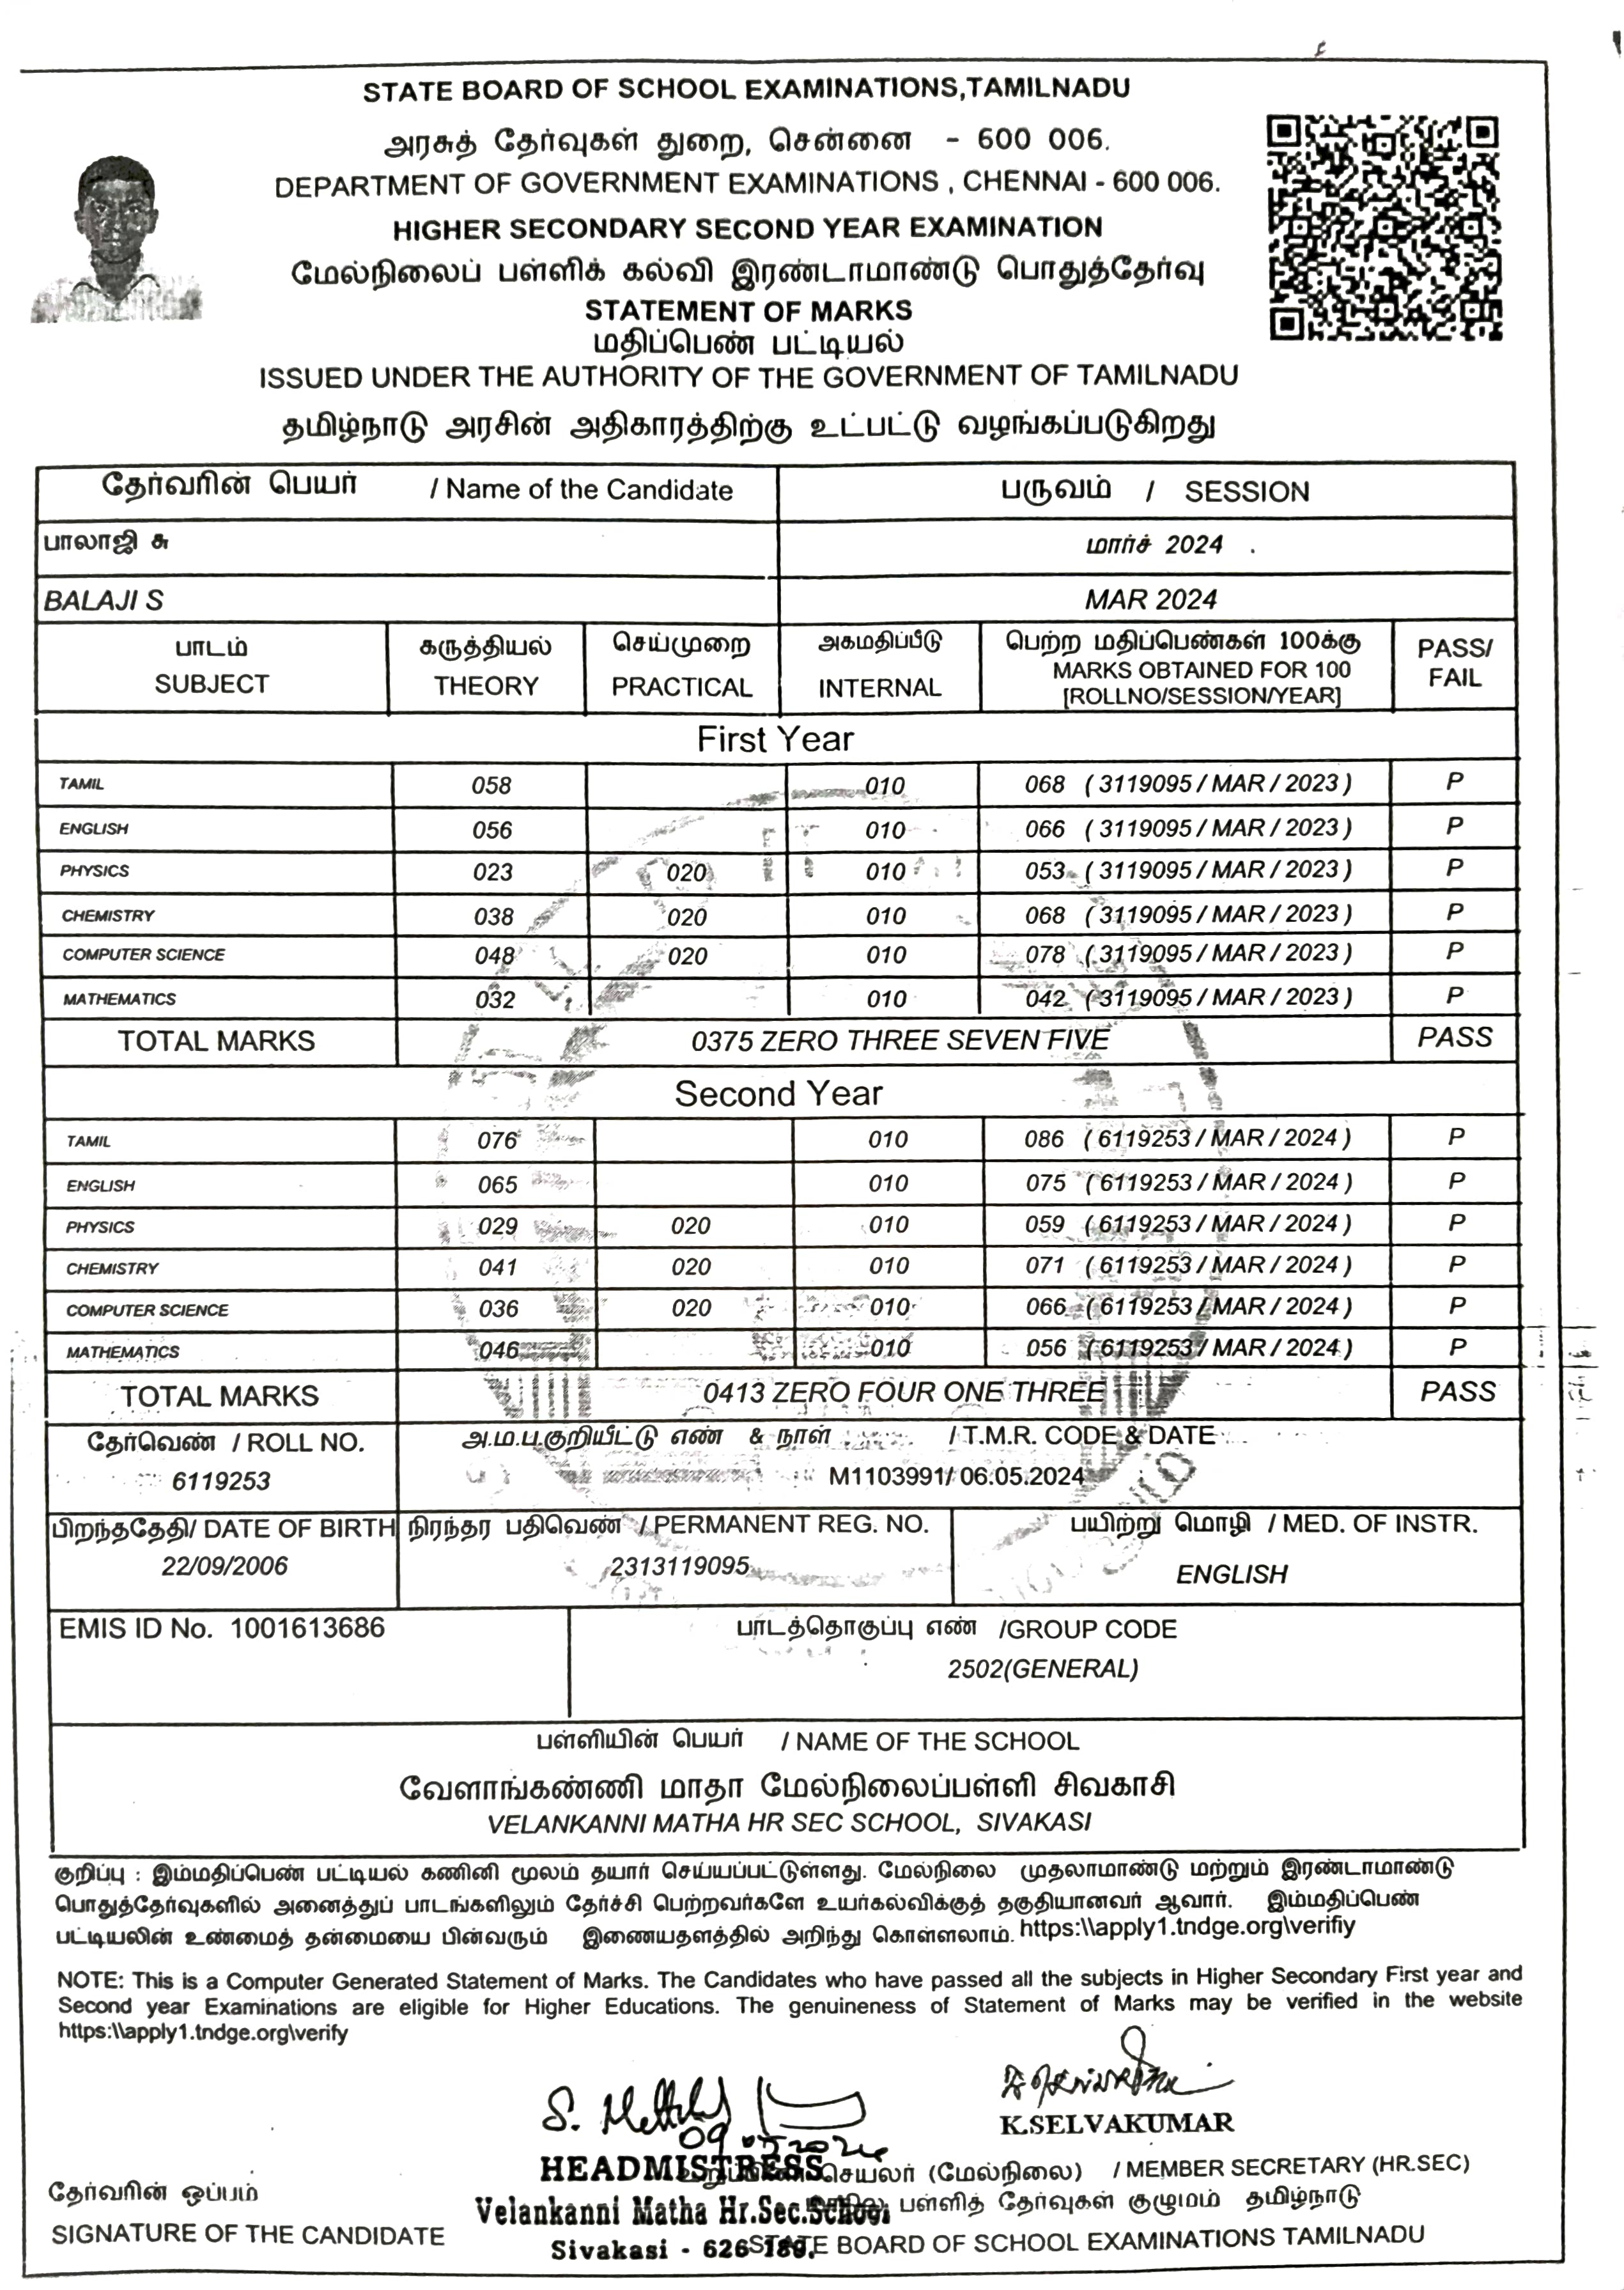 STATE BOARD OF SCHOOL EXAMINATIONS,TAMILNADU
அரசுத் தேர்வுகள் துறை, சென்னை - 600 006.
DEPARTMENT OF GOVERNMENT EXAMINATIONS , CHENNAI - 600 006.
HIGHER SECONDARY SECOND YEAR EXAMINATION
மேல்நிலைப் பள்ளிக் கல்வி இரண்டாமாண்டு பொதுத்தேர்வு
STATEMENT OF MARKS
மதிப்பெண் பட்டியல்
ISSUED UNDER THE AUTHORITY OF THE GOVERNMENT OF TAMILNADU
தமிழ்நாடு அரசின் அதிகாரத்திற்கு உட்பட்டு வழங்கப்படுகிறது
தேர்வரின் பெயர் / Name of the Candidate பருவம் / SESSION
பாலாஜி சு மார்ச் 2024
BALAJI S MAR 2024
பாடம் கருத்தியல் செய்முறை அகமதிப்பீடு பெற்ற மதிப்பெண்கள் 100க்கு PASS/
SUBJECT THEORY PRACTICAL INTERNAL MARKS OBTAINED FOR 100 FAIL
[ROLLNO/SESSION/YEAR]
First Year
TAMIL 058 010 068 ( 3119095 / MAR / 2023 ) P
ENGLISH 056 010 066 ( 3119095 / MAR / 2023 ) P
PHYSICS 023 020 010 053 ( 3119095 / MAR / 2023 ) P
CHEMISTRY 038 020 010 068 ( 3119095 / MAR / 2023 ) P
COMPUTER SCIENCE 048 020 010 078 ( 3119095 / MAR / 2023 ) P
MATHEMATICS 032 010 042 ( 3119095 / MAR / 2023 ) P
TOTAL MARKS 0375 ZERO THREE SEVEN FIVE PASS
Second Year
TAMIL 076 010 086 ( 6119253 / MAR / 2024 ) P
ENGLISH 065 010 075 ( 6119253 / MAR / 2024 ) P
PHYSICS 029 020 010 059 ( 6119253 / MAR / 2024 ) P
CHEMISTRY 041 020 010 071 ( 6119253 / MAR / 2024 ) P
COMPUTER SCIENCE 036 020 010 066 ( 6119253 / MAR / 2024 ) P
MATHEMATICS 046 010 056 ( 6119253 / MAR / 2024 ) P
TOTAL MARKS 0413 ZERO FOUR ONE THREE PASS
தேர்வெண் / ROLL NO. அ.ம.ப.குறியீட்டு எண் & நாள் / T.M.R. CODE & DATE
6119253 M1103991/ 06.05.2024
பிறந்ததேதி/ DATE OF BIRTH நிரந்தர பதிவெண் / PERMANENT REG. NO. பயிற்று மொழி / MED. OF INSTR.
22/09/2006 2313119095 ENGLISH
EMIS ID No. 1001613686 பாடத்தொகுப்பு எண் /GROUP CODE
2502(GENERAL)
பள்ளியின் பெயர் / NAME OF THE SCHOOL
வேளாங்கண்ணி மாதா மேல்நிலைப்பள்ளி சிவகாசி
VELANKANNI MATHA HR SEC SCHOOL, SIVAKASI
குறிப்பு : இம்மதிப்பெண் பட்டியல் கணினி மூலம் தயார் செய்யப்பட்டுள்ளது. மேல்நிலை முதலாமாண்டு மற்றும் இரண்டாமாண்டு
பொதுத்தேர்வுகளில் அனைத்துப் பாடங்களிலும் தேர்ச்சி பெற்றவர்களே உயர்கல்விக்குத் தகுதியானவர் ஆவார். இம்மதிப்பெண்
பட்டியலின் உண்மைத் தன்மையை பின்வரும் இணையதளத்தில் அறிந்து கொள்ளலாம். https:\\apply1.tndge.org\verifiy
NOTE: This is a Computer Generated Statement of Marks. The Candidates who have passed all the subjects in Higher Secondary First year and
Second year Examinations are eligible for Higher Educations. The genuineness of Statement of Marks may be verified in the website
https:\\apply1.tndge.org\verify
K.SELVAKUMAR
HEADMISTRESS செயலர் (மேல்நிலை) / MEMBER SECRETARY (HR.SEC)
தேர்வரின் ஒப்பம் Velankanni Matha Hr.Sec.School பள்ளித் தேர்வுகள் குழுமம் தமிழ்நாடு
SIGNATURE OF THE CANDIDATE Sivakasi - 626 189. STATE BOARD OF SCHOOL EXAMINATIONS TAMILNADU